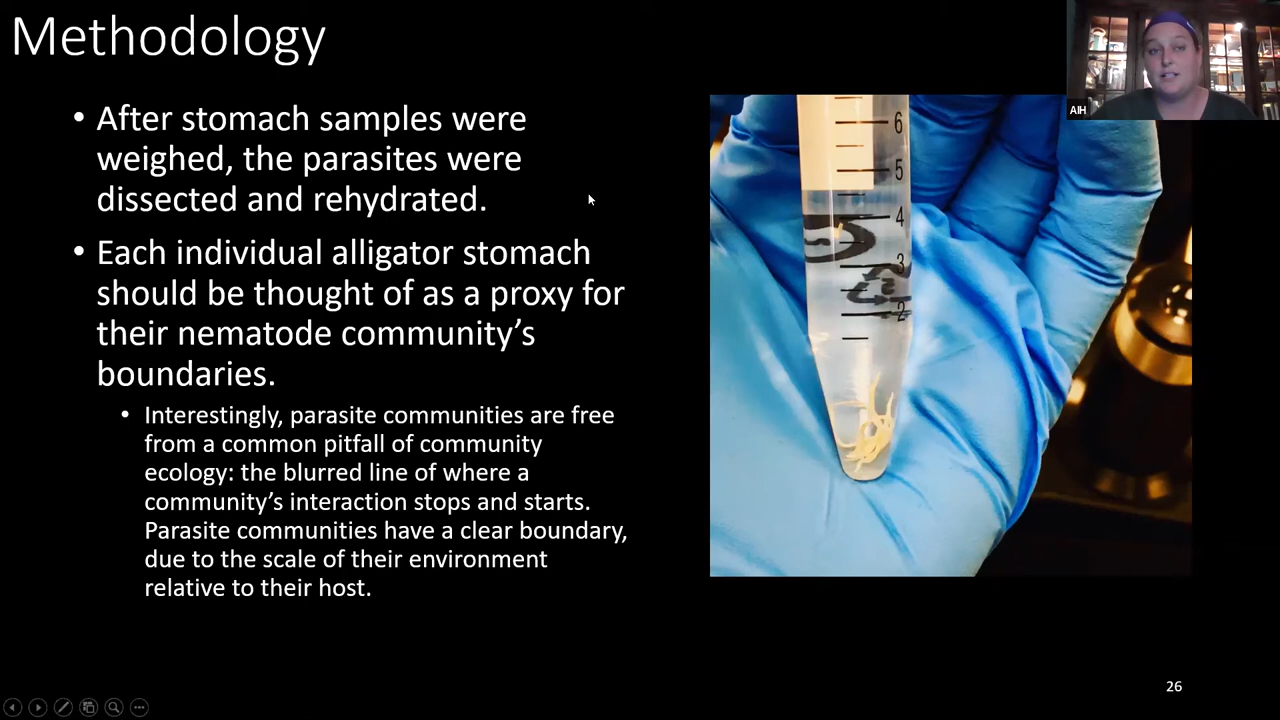 Methodology
AIH
• After stomach samples were
weighed, the parasites were
dissected and rehydrated.
• Each individual alligator stomach
should be thought of as a proxy for
their nematode community’s
boundaries.
• Interestingly, parasite communities are free
from a common pitfall of community
ecology: the blurred line of where a
community’s interaction stops and starts.
Parasite communities have a clear boundary,
due to the scale of their environment
relative to their host.
6
5
4
3
2
26